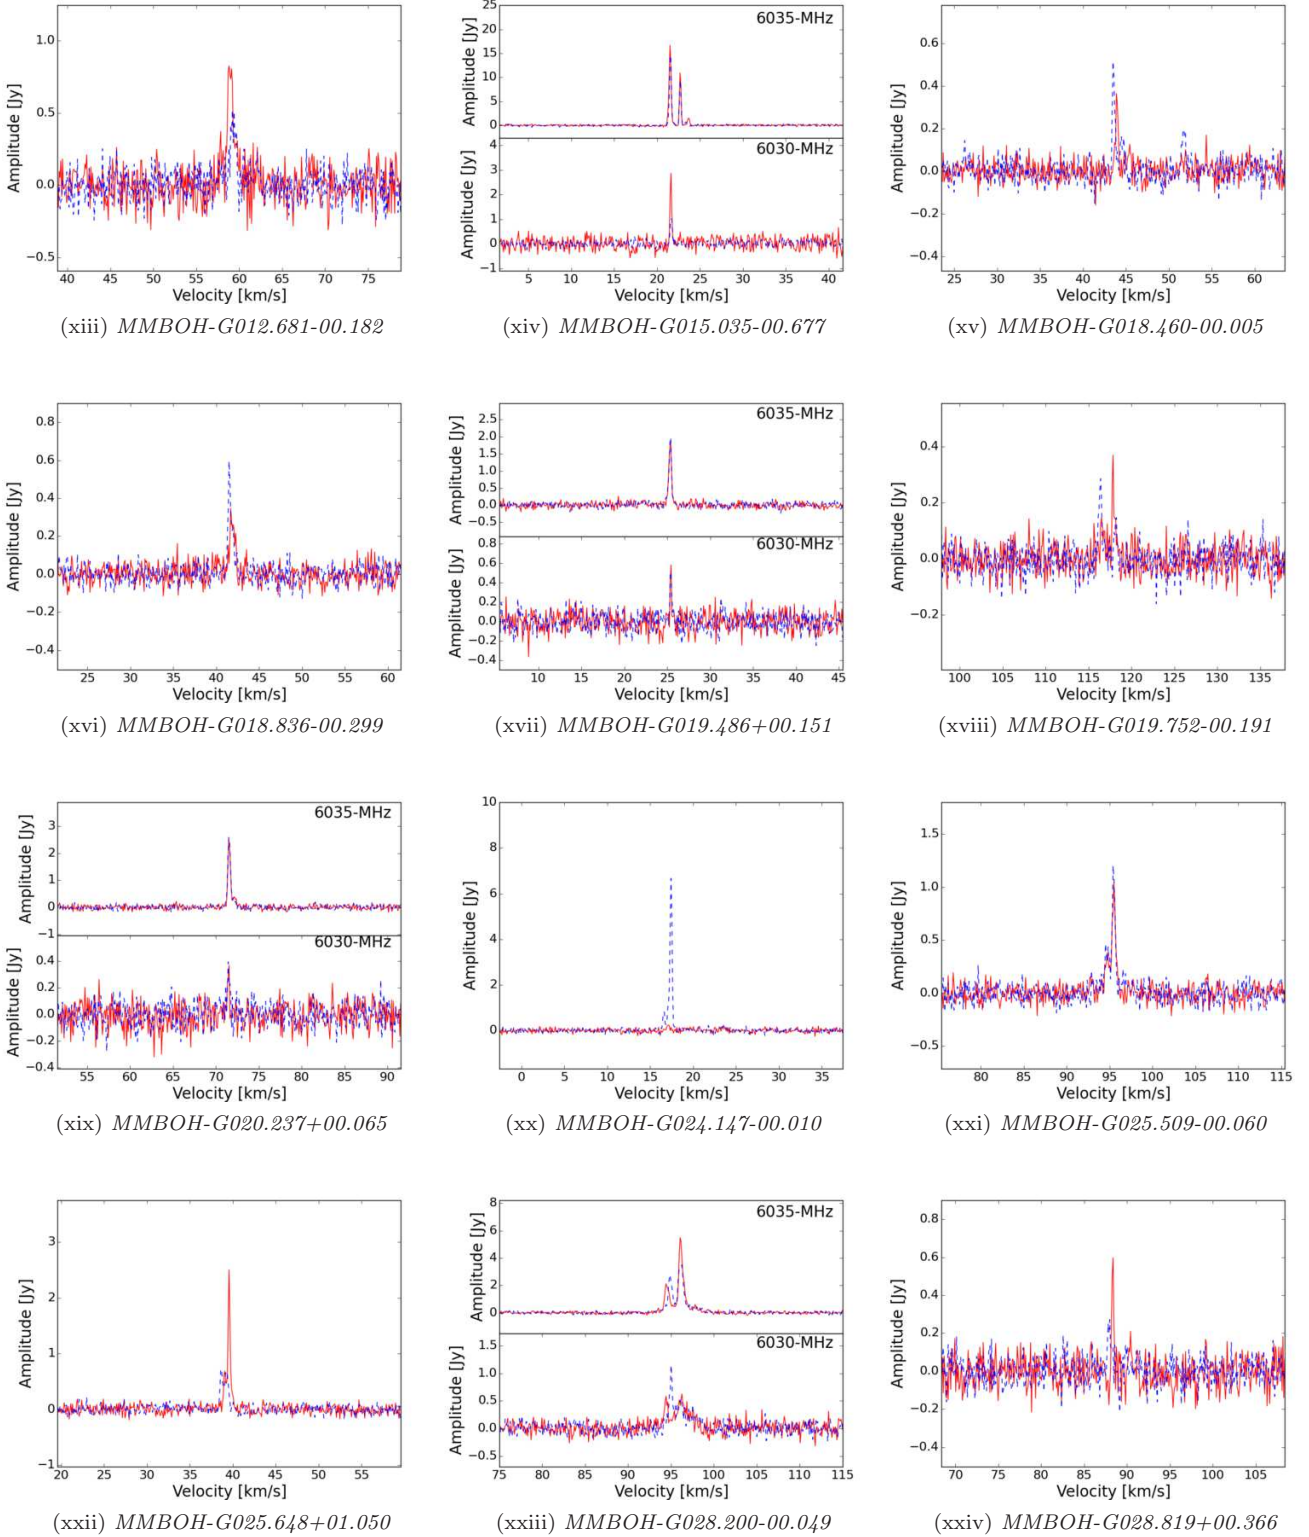 1.0
0.5
0.0
−0.5
Amplitude [Jy]
40 45 50 55 60 65 70 75
Velocity [km/s]
(xiii) MMBOH-G012.681-00.182
6035-MHz
25
20
15
10
5
0
Amplitude [Jy]
6030-MHz
4
3
2
1
0
−1
Amplitude [Jy]
5 10 15 20 25 30 35 40
Velocity [km/s]
(xiv) MMBOH-G015.035-00.677
0.6
0.4
0.2
0.0
−0.2
−0.4
Amplitude [Jy]
25 30 35 40 45 50 55 60
Velocity [km/s]
(xv) MMBOH-G018.460-00.005
0.8
0.6
0.4
0.2
0.0
−0.2
−0.4
Amplitude [Jy]
25 30 35 40 45 50 55 60
Velocity [km/s]
(xvi) MMBOH-G018.836-00.299
6035-MHz
2.5
2.0
1.5
1.0
0.5
0.0
−0.5
Amplitude [Jy]
6030-MHz
0.8
0.6
0.4
0.2
0.0
−0.2
−0.4
Amplitude [Jy]
10 15 20 25 30 35 40 45
Velocity [km/s]
(xvii) MMBOH-G019.486+00.151
0.4
0.2
0.0
−0.2
Amplitude [Jy]
100 105 110 115 120 125 130 135
Velocity [km/s]
(xviii) MMBOH-G019.752-00.191
6035-MHz
3
2
1
0
−1
Amplitude [Jy]
6030-MHz
0.4
0.2
0.0
−0.2
−0.4
Amplitude [Jy]
55 60 65 70 75 80 85 90
Velocity [km/s]
(xix) MMBOH-G020.237+00.065
10
8
6
4
2
0
Amplitude [Jy]
0 5 10 15 20 25 30 35
Velocity [km/s]
(xx) MMBOH-G024.147-00.010
1.5
1.0
0.5
0.0
−0.5
Amplitude [Jy]
80 85 90 95 100 105 110 115
Velocity [km/s]
(xxi) MMBOH-G025.509-00.060
3
2
1
0
−1
Amplitude [Jy]
20 25 30 35 40 45 50 55
Velocity [km/s]
(xxii) MMBOH-G025.648+01.050
6035-MHz
8
6
4
2
0
Amplitude [Jy]
6030-MHz
1.5
1.0
0.5
0.0
−0.5
Amplitude [Jy]
75 80 85 90 95 100 105 110 115
Velocity [km/s]
(xxiii) MMBOH-G028.200-00.049
0.8
0.6
0.4
0.2
0.0
−0.2
−0.4
Amplitude [Jy]
70 75 80 85 90 95 100 105
Velocity [km/s]
(xxiv) MMBOH-G028.819+00.366